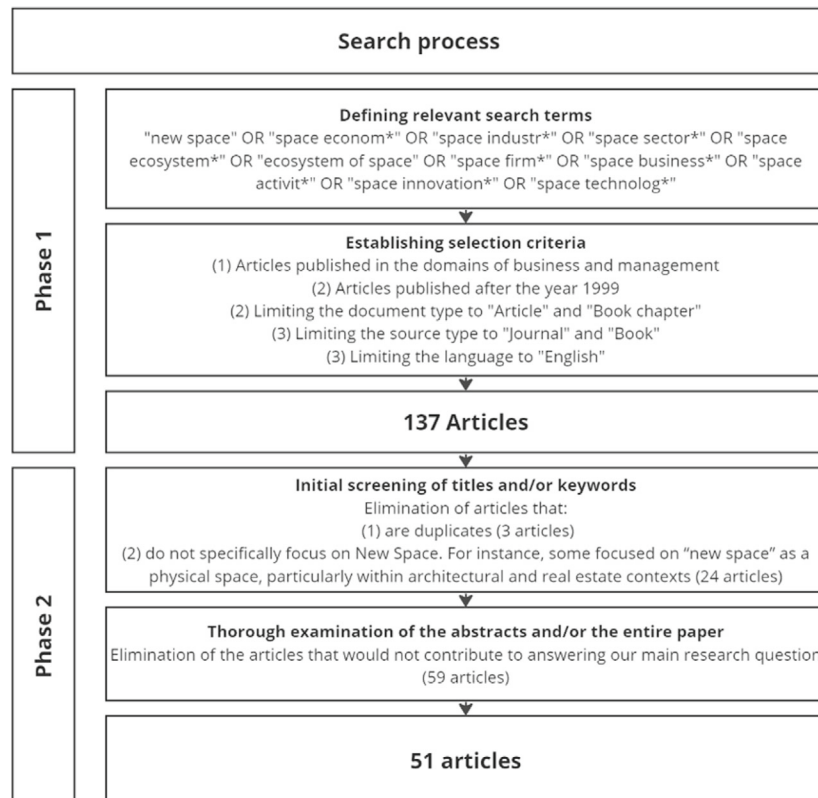 Search process
Phase 1
Defining relevant search terms
"new space" OR "space econom*" OR "space industr*" OR "space sector*" OR "space
ecosystem*" OR "ecosystem of space" OR "space firm*" OR "space business*" OR "space
activit*" OR "space innovation*" OR "space technolog*"
Establishing selection criteria
(1) Articles published in the domains of business and management
(2) Articles published after the year 1999
(2) Limiting the document type to "Article" and "Book chapter"
(3) Limiting the source type to "Journal" and "Book"
(3) Limiting the language to "English"
137 Articles
Phase 2
Initial screening of titles and/or keywords
Elimination of articles that:
(1) are duplicates (3 articles)
(2) do not specifically focus on New Space. For instance, some focused on “new space” as a
physical space, particularly within architectural and real estate contexts (24 articles)
Thorough examination of the abstracts and/or the entire paper
Elimination of the articles that would not contribute to answering our main research question
(59 articles)
51 articles